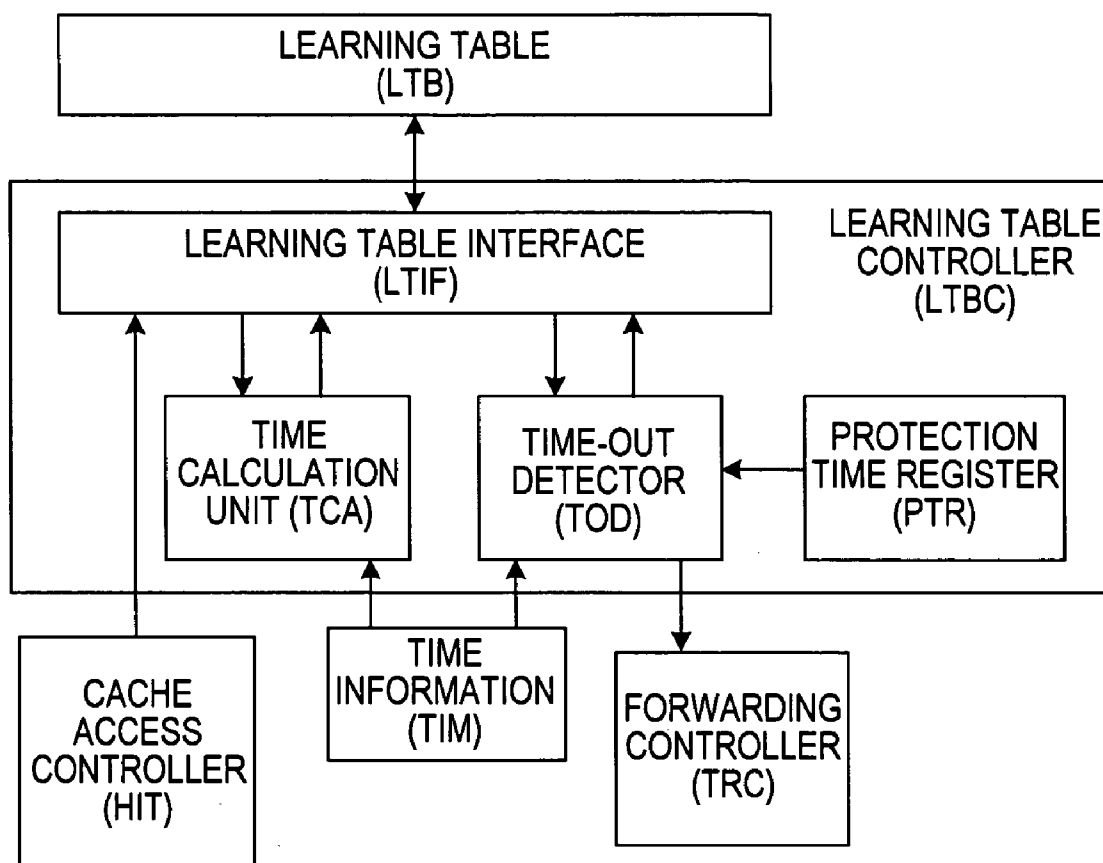 LEARNING TABLE
(LTB)
LEARNING TABLE INTERFACE
(LTIF)
LEARNING TABLE
CONTROLLER
(LTBC)
TIME
CALCULATION
UNIT (TCA)
TIME-OUT
DETECTOR
(TOD)
PROTECTION
TIME REGISTER
(PTR)
CACHE
ACCESS
CONTROLLER
(HIT)
TIME
INFORMATION
(TIM)
FORWARDING
CONTROLLER
(TRC)